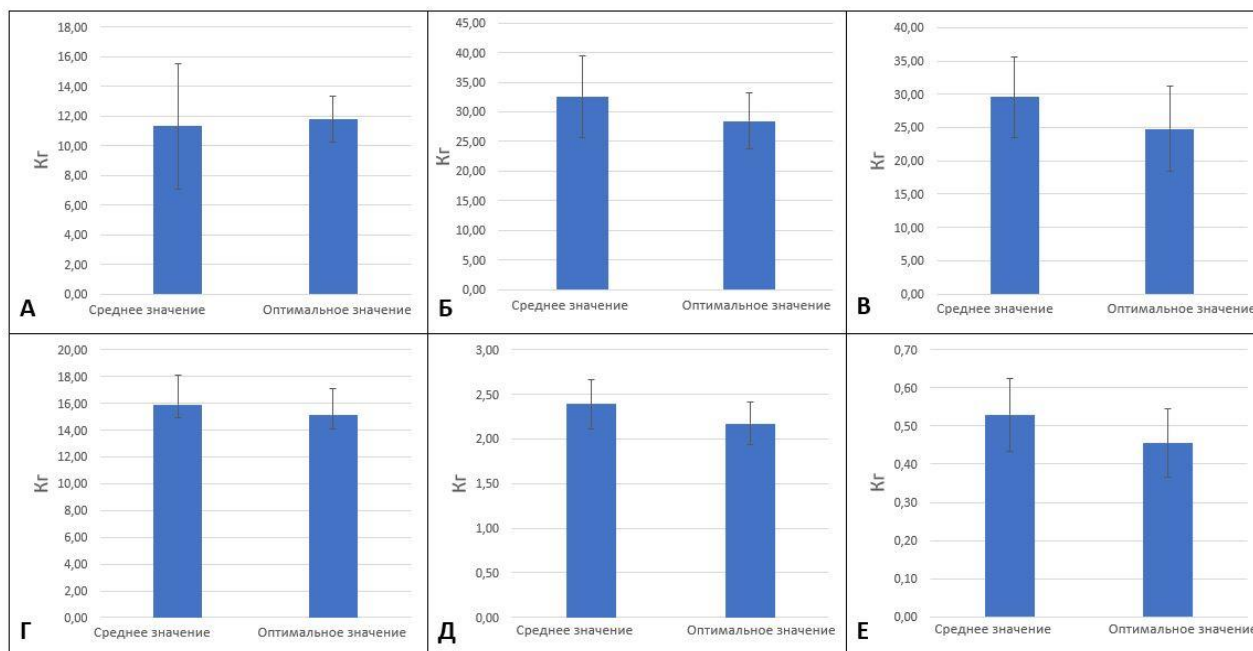 18,00
16,00
14,00
12,00
10,00
8,00
6,00
4,00
2,00
0,00
Кг
Среднее значение
Оптимальное значение
А
45,00
40,00
35,00
30,00
25,00
20,00
15,00
10,00
5,00
0,00
Кг
Среднее значение
Оптимальное значение
Б
40,00
35,00
30,00
25,00
20,00
15,00
10,00
5,00
0,00
Кг
Среднее значение
Оптимальное значение
В
20,00
18,00
16,00
14,00
12,00
10,00
8,00
6,00
4,00
2,00
0,00
Кг
Среднее значение
Оптимальное значение
Г
3,00
2,50
2,00
1,50
1,00
0,50
0,00
Кг
Среднее значение
Оптимальное значение
Д
0,70
0,60
0,50
0,40
0,30
0,20
0,10
0,00
Кг
Среднее значение
Оптимальное значение
Е